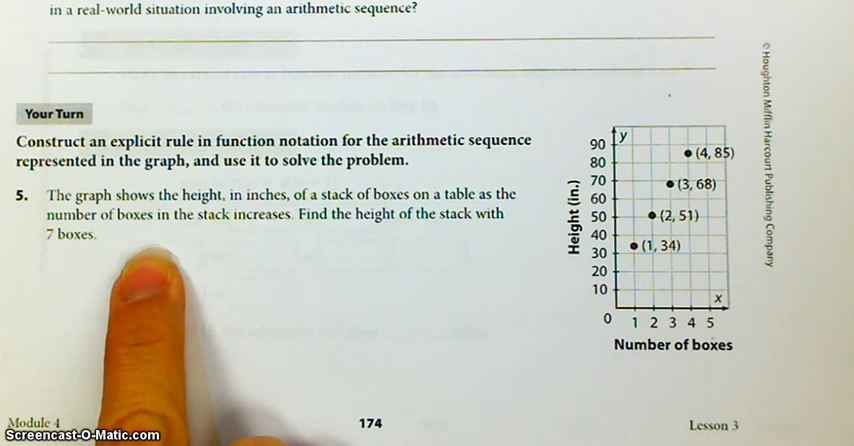 in a real-world situation involving an arithmetic sequence?
Your Turn
Construct an explicit rule in function notation for the arithmetic sequence
represented in the graph, and use it to solve the problem.
5. The graph shows the height, in inches, of a stack of boxes on a table as the
number of boxes in the stack increases. Find the height of the stack with
7 boxes.
y
90
80
70
60
50
40
30
20
10
0
Height (in.)
(4, 85)
(3, 68)
(2, 51)
(1, 34)
x
1 2 3 4 5
Number of boxes
© Houghton Mifflin Harcourt Publishing Company
Module 4
174
Lesson 3
Screencast-O-Matic.com